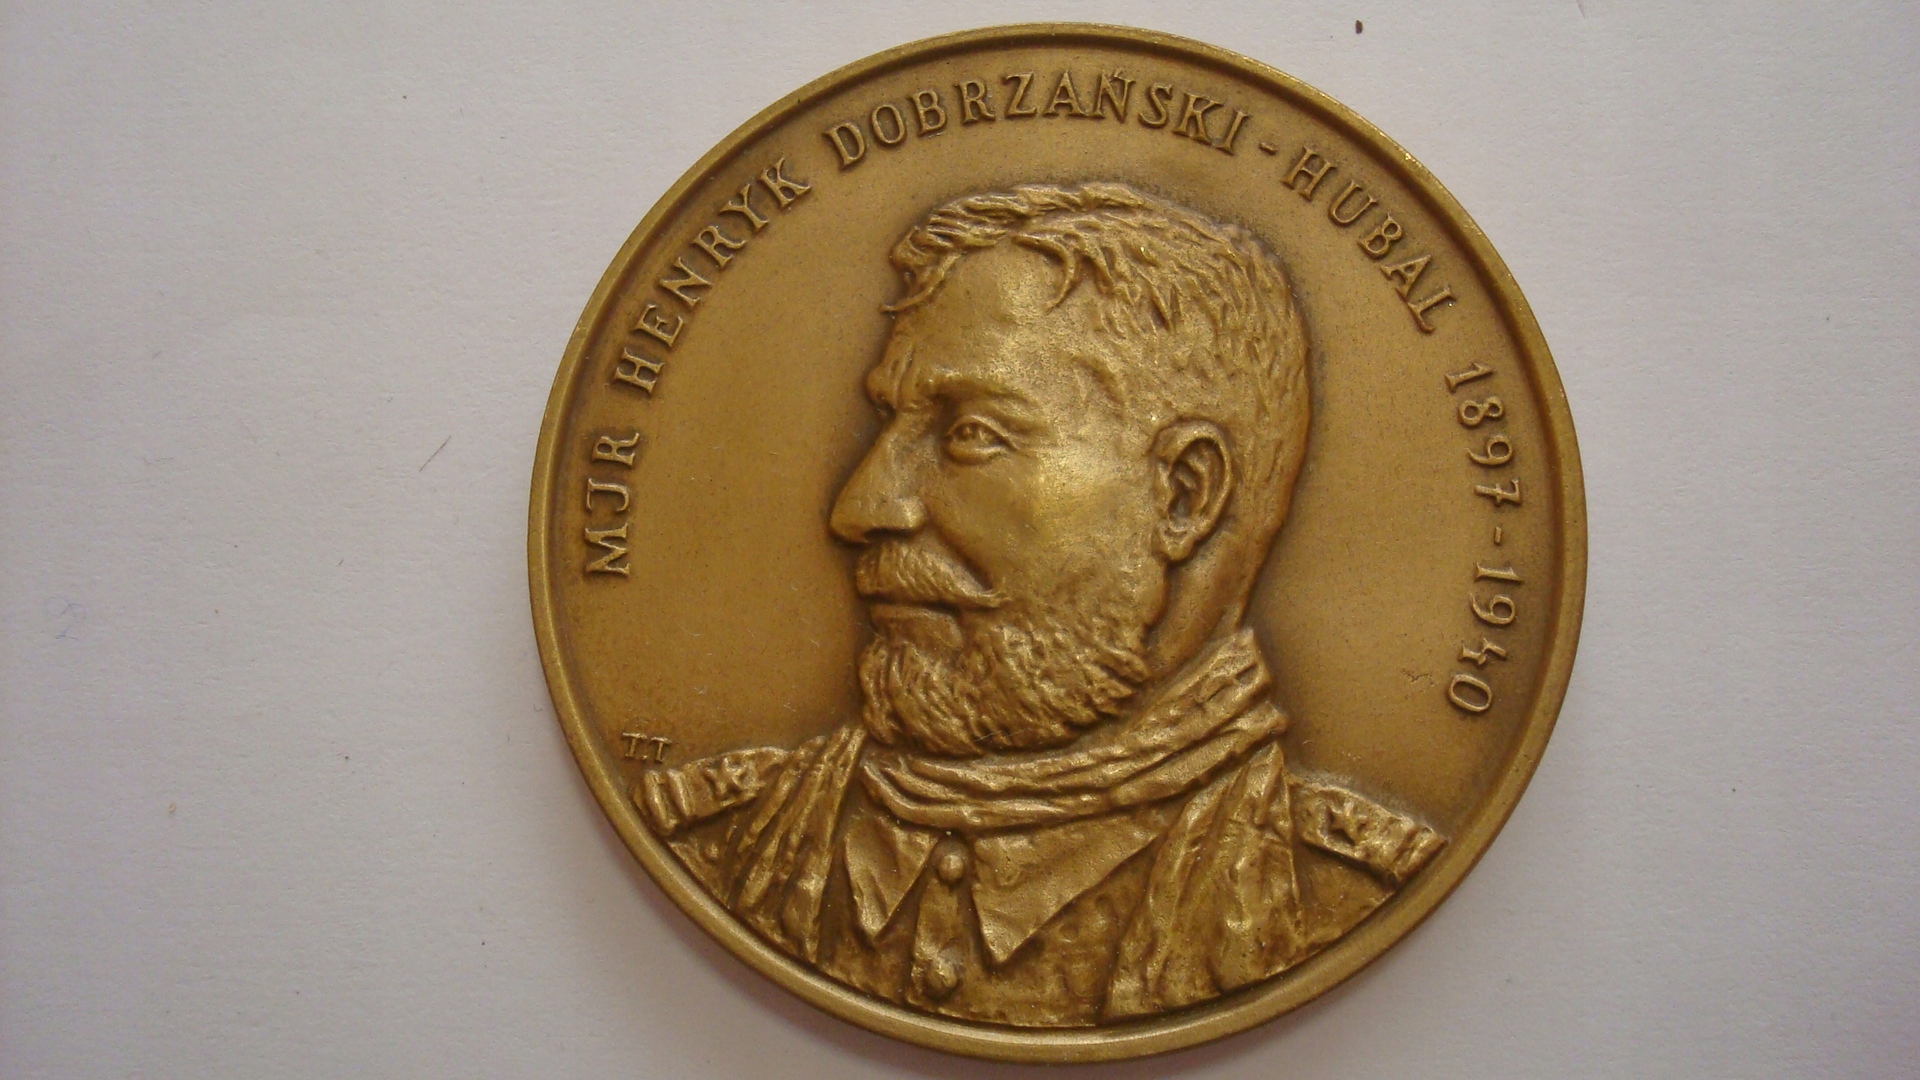 MJR HENRYK DOBRZAŃSKI - HUBAL 1897-1940
T.T